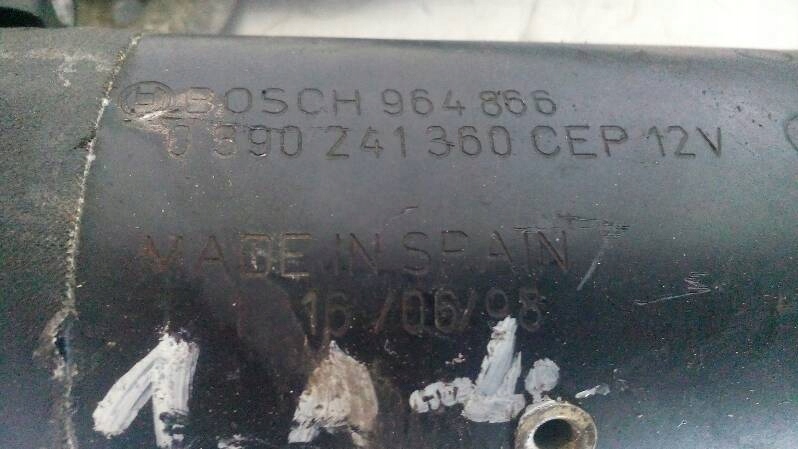 BOSCH 964 866
0 390 241 360 CEP 12V
MADE IN SPAIN
16/06/98